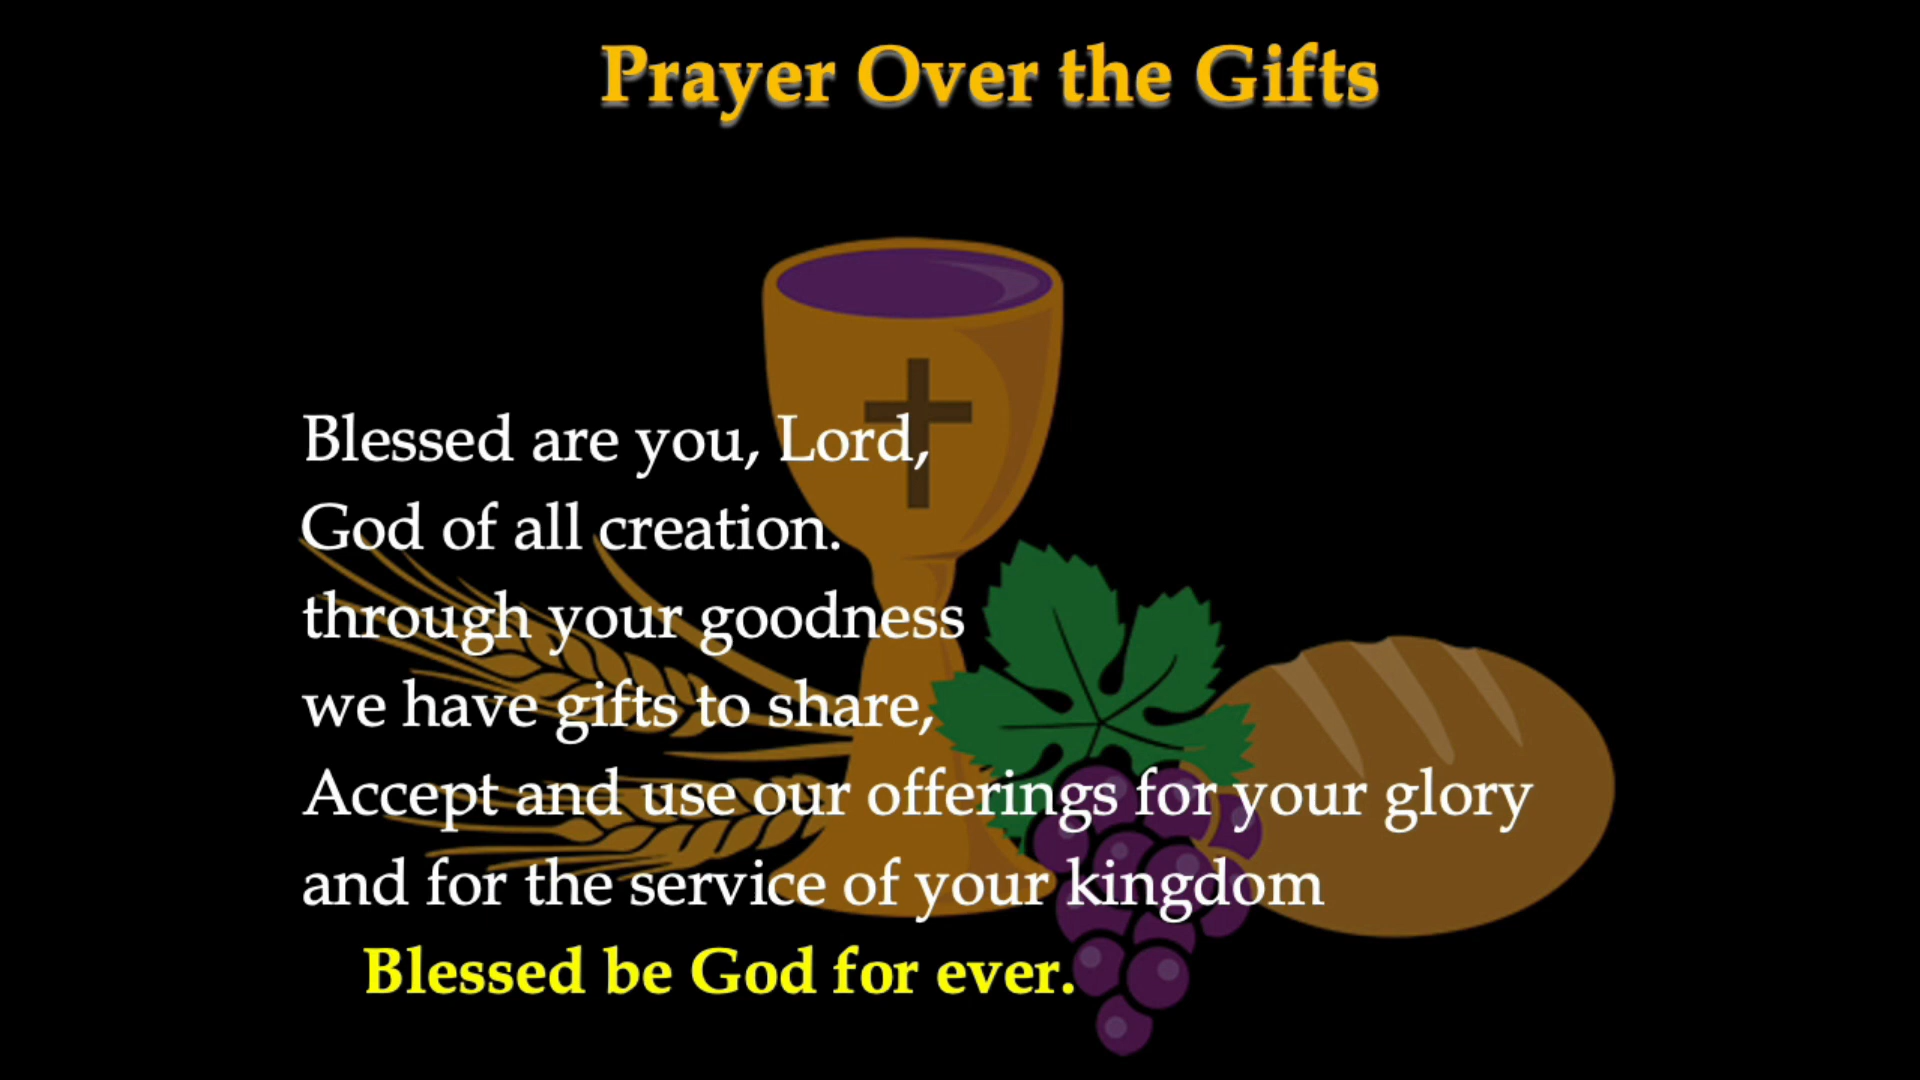 Prayer Over the Gifts
Blessed are you, Lord,
God of all creation.
through your goodness
we have gifts to share,
Accept and use our offerings for your glory
and for the service of your kingdom
Blessed be God for ever.